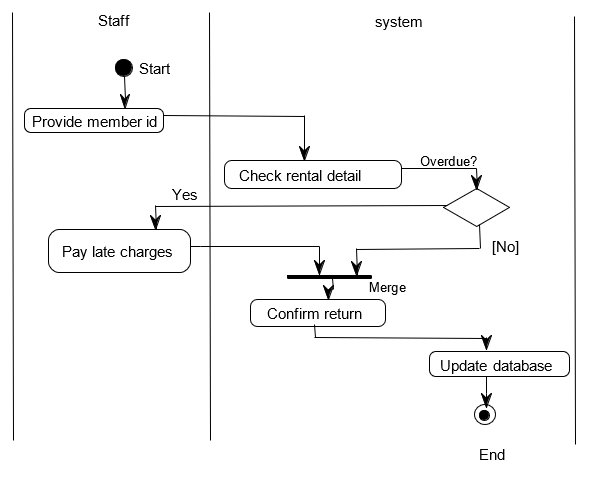 Staff
system
Start
Provide member id
Check rental detail
Overdue?
Yes
Pay late charges
[No]
Merge
Confirm return
Update database
End